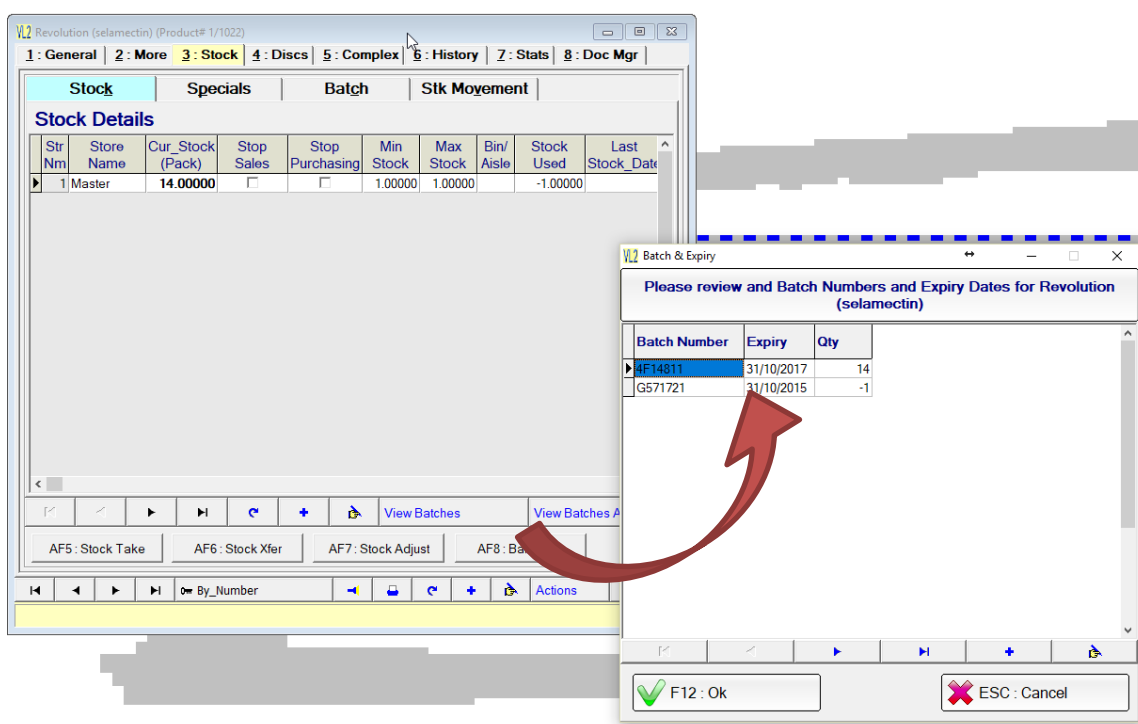 VL2 Revolution (selamectin) (Product# 1/1022)
1 : General 2 : More 3 : Stock 4 : Discs 5 : Complex 6 : History 7 : Stats 8 : Doc Mgr
Stock Specials Batch Stk Movement
Stock Details
Str Store Cur_Stock Stop Stop Min Max Bin/ Stock Last
Nm Name (Pack) Sales Purchasing Stock Stock Aisle Used Stock_Date
1 Master 14.00000 1.00000 1.00000 -1.00000
View Batches View Batches A
AF5 : Stock Take AF6 : Stock Xfer AF7 : Stock Adjust AF8 : Ba
By_Number Actions
VL2 Batch & Expiry
Please review and Batch Numbers and Expiry Dates for Revolution
(selamectin)
Batch Number Expiry Qty
4F14811 31/10/2017 14
G571721 31/10/2015 -1
F12 : Ok ESC : Cancel